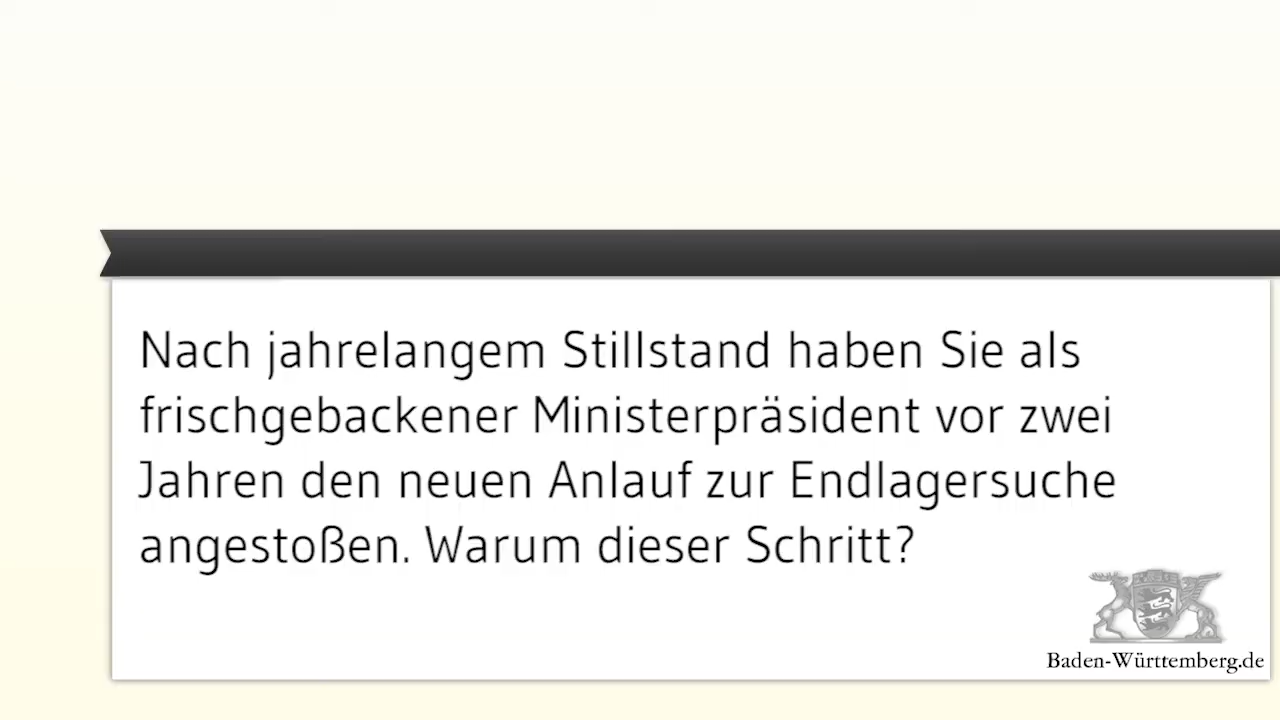 Nach jahrelangem Stillstand haben Sie als
frischgebackener Ministerpräsident vor zwei
Jahren den neuen Anlauf zur Endlagersuche
angestoßen. Warum dieser Schritt?
Baden-Württemberg.de